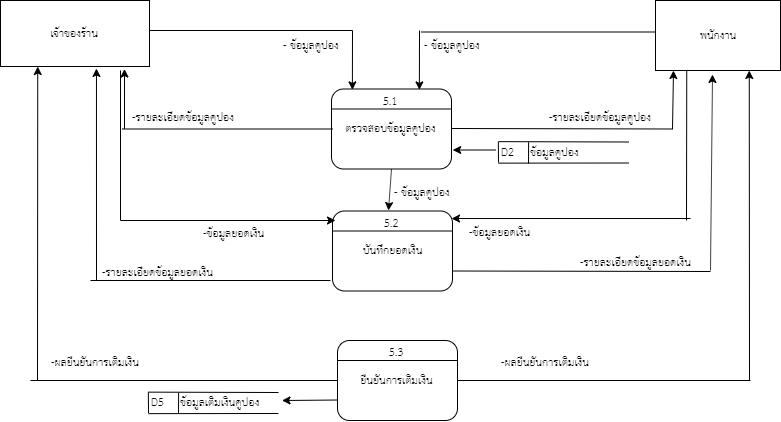 เจ้าของร้าน
พนักงาน
- ข้อมูลคูปอง
- ข้อมูลคูปอง
5.1
ตรวจสอบข้อมูลคูปอง
-รายละเอียดข้อมูลคูปอง
-รายละเอียดข้อมูลคูปอง
D2 ข้อมูลคูปอง
- ข้อมูลคูปอง
5.2
บันทึกยอดเงิน
-ข้อมูลยอดเงิน
-ข้อมูลยอดเงิน
-รายละเอียดข้อมูลยอดเงิน
-รายละเอียดข้อมูลยอดเงิน
5.3
ยืนยันการเติมเงิน
-ผลยืนยันการเติมเงิน
-ผลยืนยันการเติมเงิน
D5 ข้อมูลเติมเงินคูปอง